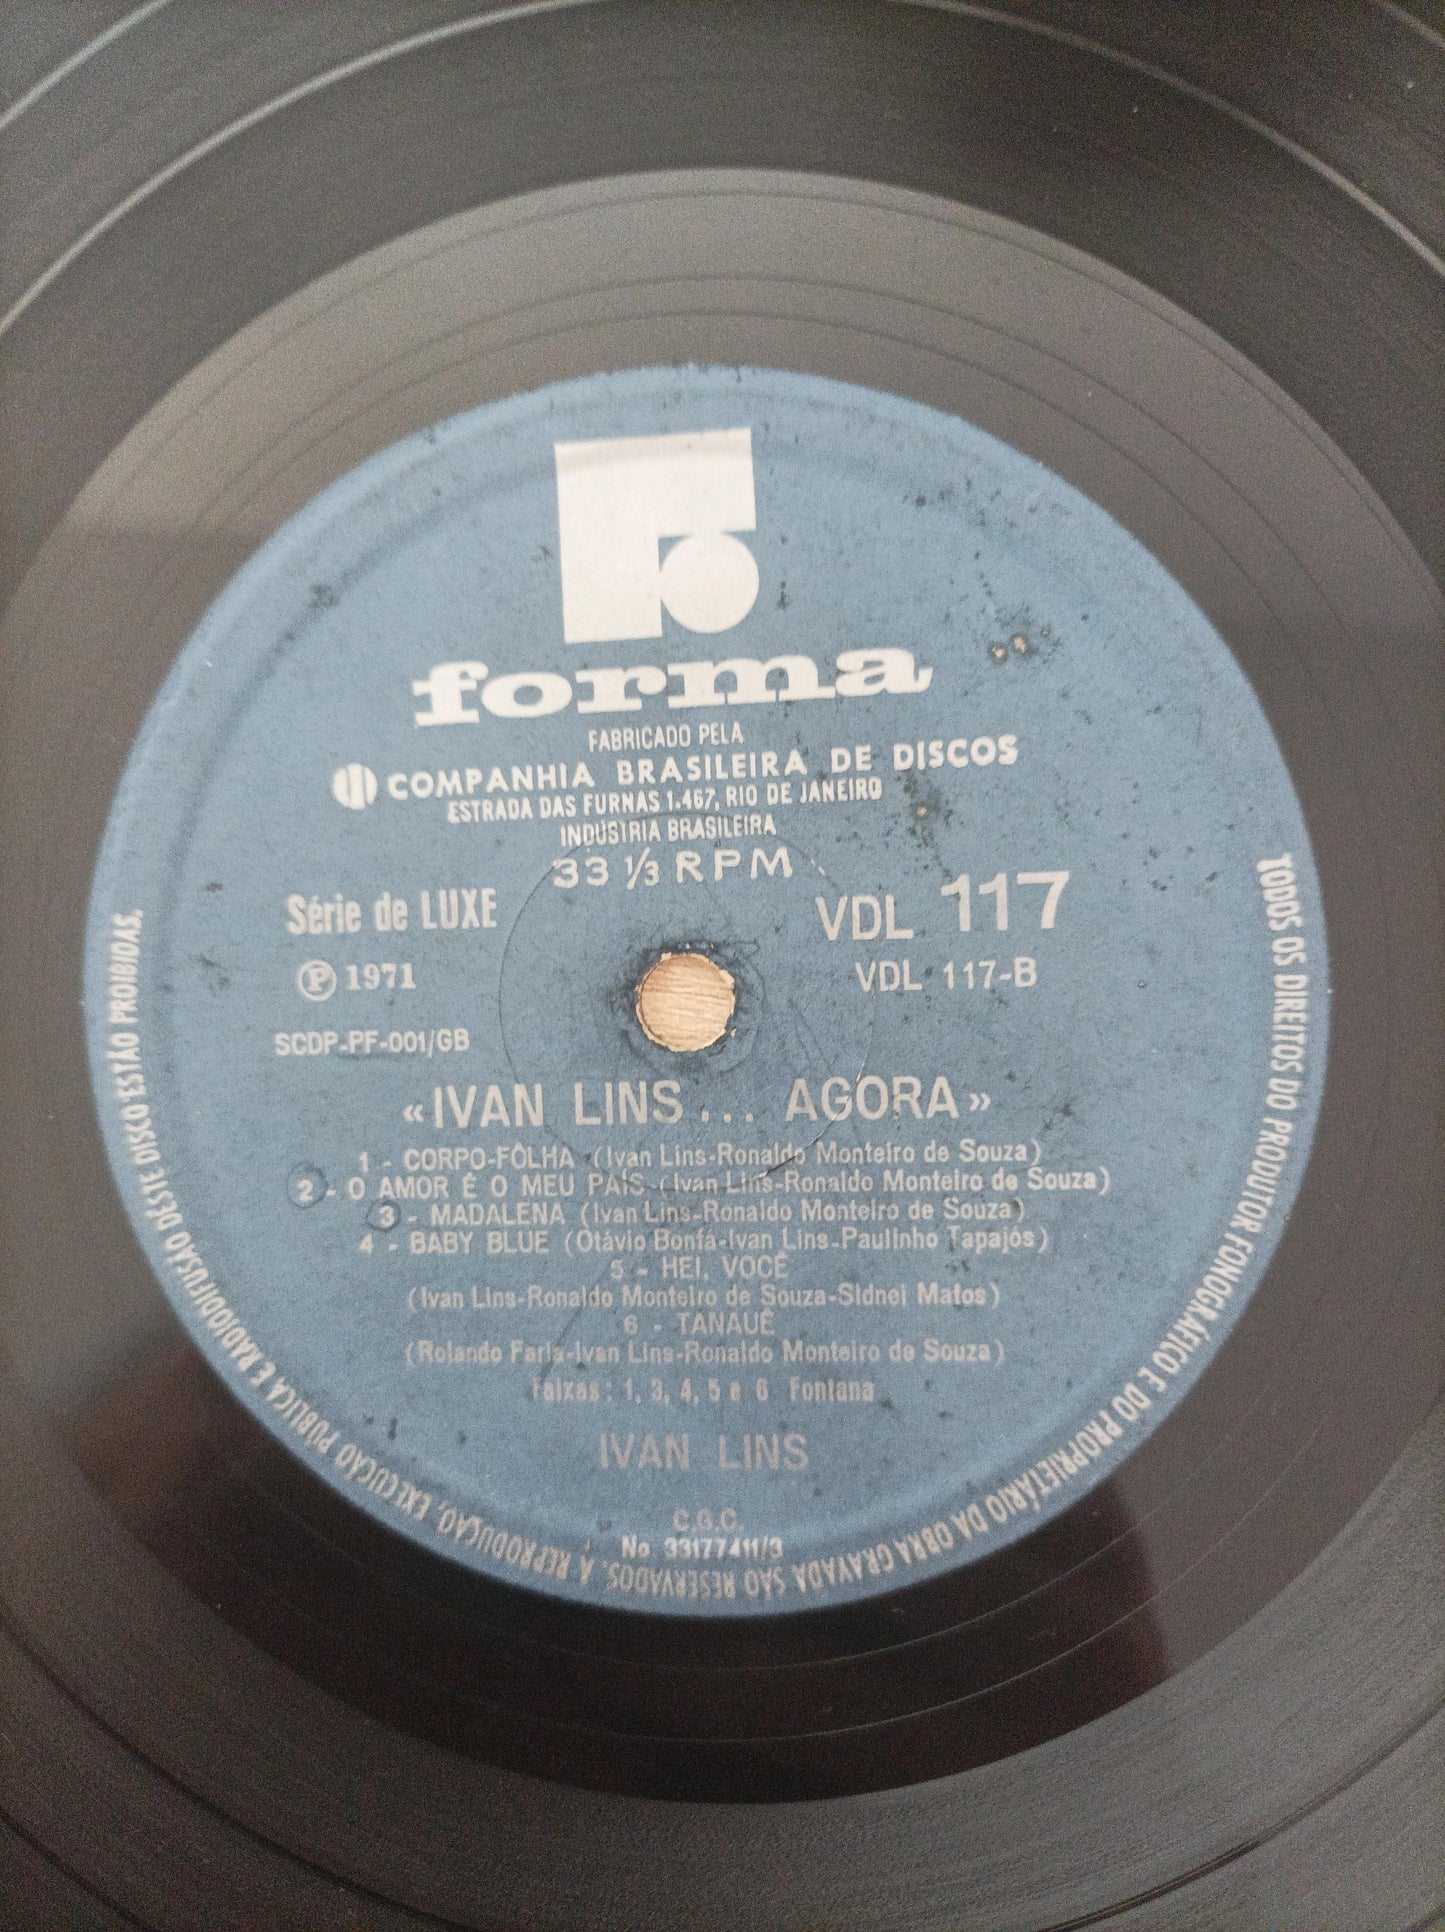 forma
FABRICADO PELA
COMPANHIA BRASILEIRA DE DISCOS
ESTRADA DAS FURNAS 1.467, RIO DE JANEIRO
INDÚSTRIA BRASILEIRA
33 1/3 RPM
Série de LUXE
VDL 117
Ⓟ 1971
VDL 117-B
SCDP-PF-001/GB
«IVAN LINS... AGORA»
1 - CORPO-FÔLHA (Ivan Lins-Ronaldo Monteiro de Souza)
2 - O AMOR É O MEU PAÍS (Ivan Lins-Ronaldo Monteiro de Souza)
3 - MADALENA (Ivan Lins-Ronaldo Monteiro de Souza)
4 - BABY BLUE (Otávio Bonfá-Ivan Lins-Paulinho Tapajós)
5 - HEI, VOCÊ
(Ivan Lins-Ronaldo Monteiro de Souza-Sidnei Matos)
6 - TANAUÊ
(Rolando Faria-Ivan Lins-Ronaldo Monteiro de Souza)
Faixas: 1, 3, 4, 5 e 6 Fontana
IVAN LINS
C.G.C.
No 33177411/3
TODOS OS DIREITOS DO PRODUTOR FONOGRÁFICO E DO PROPRIETÁRIO DA OBRA GRAVADA SÃO RESERVADOS. A REPRODUÇÃO, EXECUÇÃO PÚBLICA E RADIODIFUSÃO DÊSTE DISCO ESTÃO PROIBIDAS.